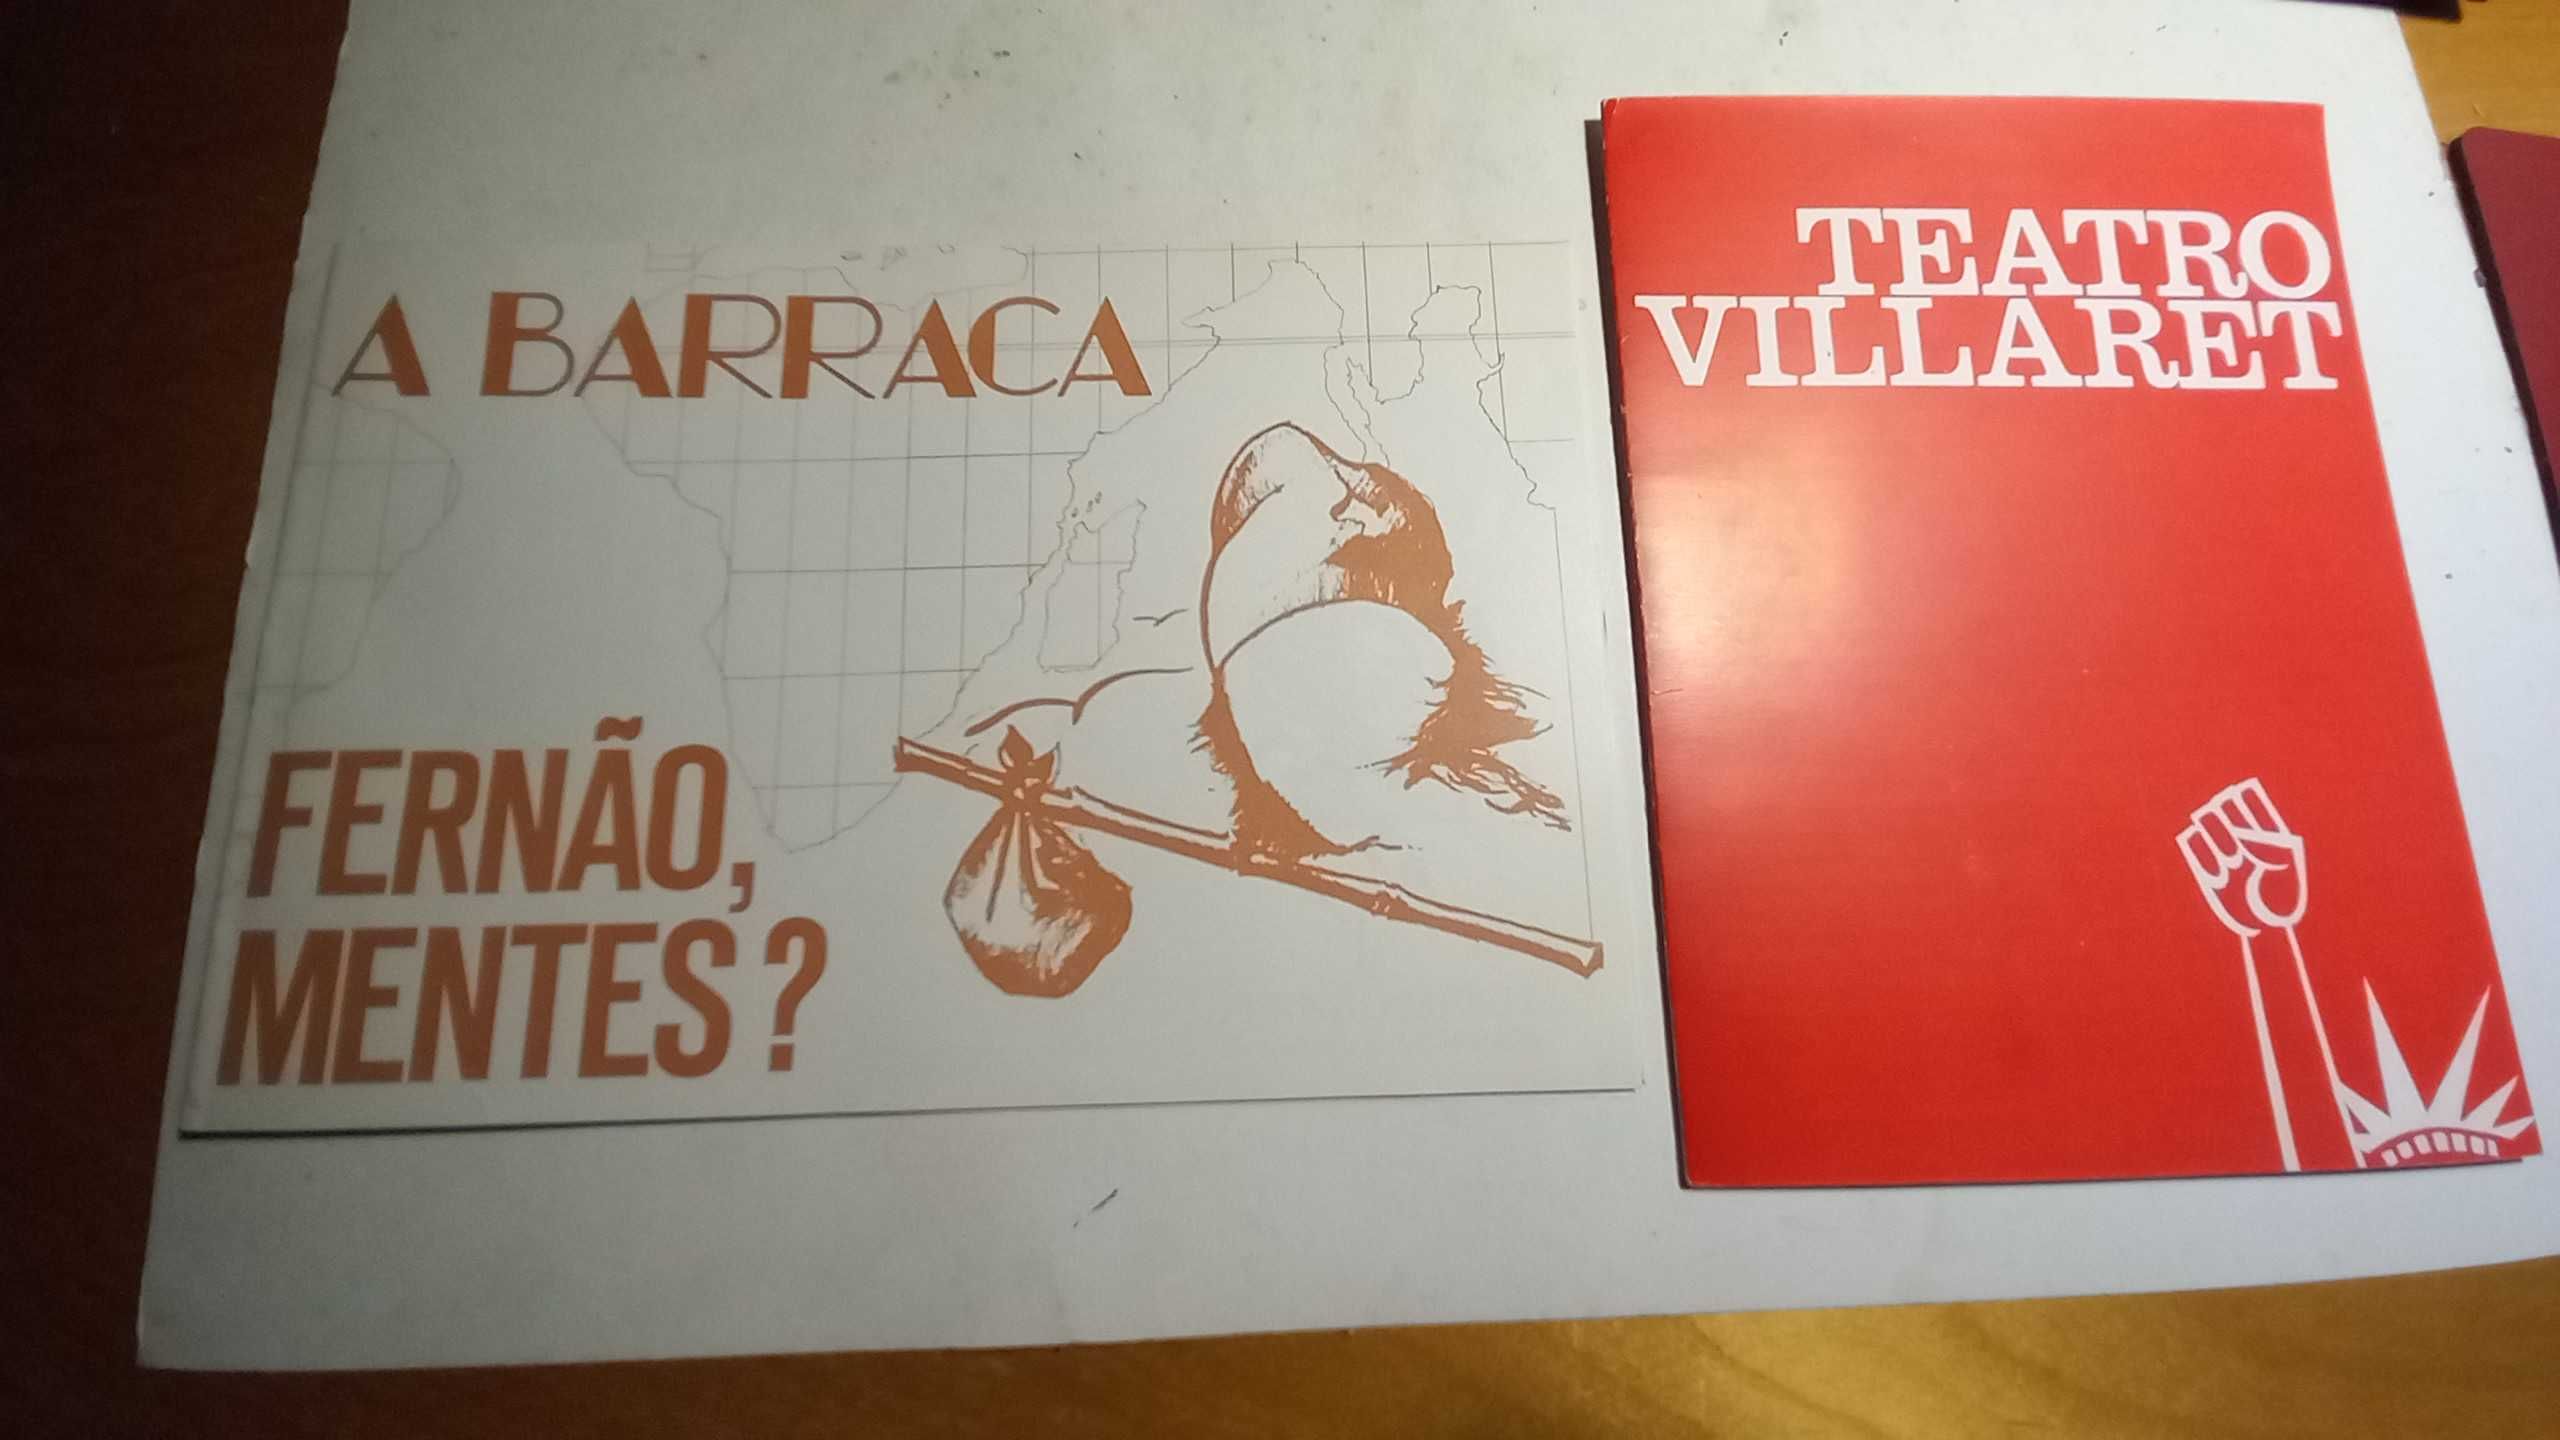 A BARRACA
FERNÃO,
MENTES?
TEATRO
VILLARET